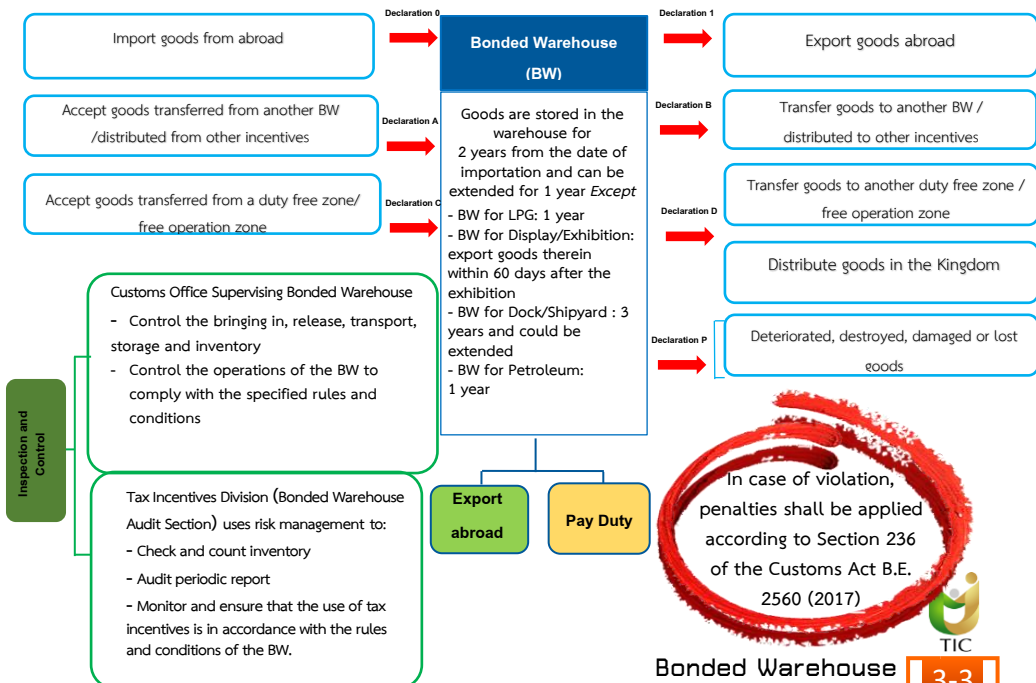 Declaration 0
Import goods from abroad
Accept goods transferred from another BW
/distributed from other incentives
Declaration A
Accept goods transferred from a duty free zone/
free operation zone
Declaration C
Bonded Warehouse
(BW)
Goods are stored in the
warehouse for
2 years from the date of
importation and can be
extended for 1 year Except
- BW for LPG: 1 year
- BW for Display/Exhibition:
export goods therein
within 60 days after the
exhibition
- BW for Dock/Shipyard : 3
years and could be
extended
- BW for Petroleum:
1 year
Declaration 1
Export goods abroad
Declaration B
Transfer goods to another BW /
distributed to other incentives
Declaration D
Transfer goods to another duty free zone /
free operation zone
Distribute goods in the Kingdom
Declaration P
Deteriorated, destroyed, damaged or lost
goods
Inspection and
Control
Customs Office Supervising Bonded Warehouse
- Control the bringing in, release, transport,
storage and inventory
- Control the operations of the BW to
comply with the specified rules and
conditions
Tax Incentives Division (Bonded Warehouse
Audit Section) uses risk management to:
- Check and count inventory
- Audit periodic report
- Monitor and ensure that the use of tax
incentives is in accordance with the rules
and conditions of the BW.
Export
abroad
Pay Duty
In case of violation,
penalties shall be applied
according to Section 236
of the Customs Act B.E.
2560 (2017)
TIC
Bonded Warehouse
3-3